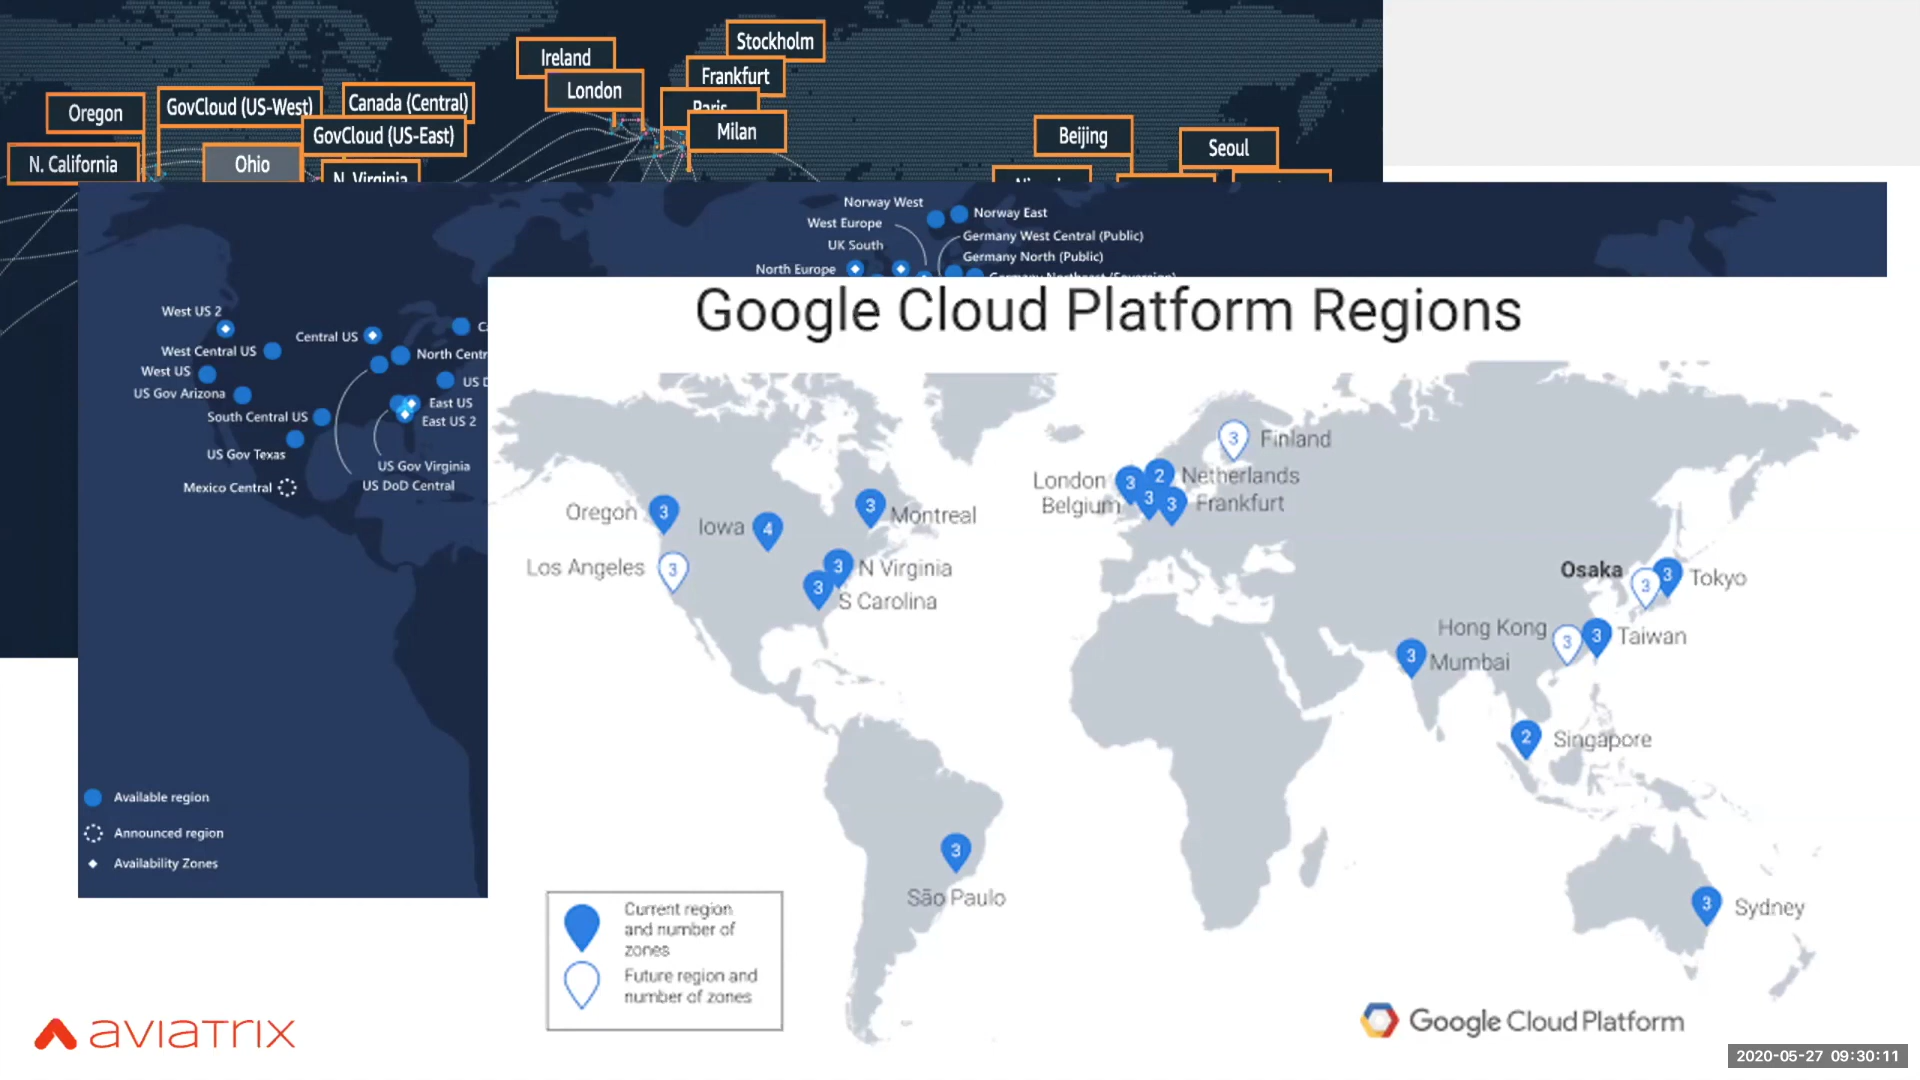 Stockholm
Ireland
Frankfurt
London
Paris
Milan
Oregon
GovCloud (US-West)
Canada (Central)
GovCloud (US-East)
N. California
Ohio
N. Virginia
Beijing
Seoul
Norway West
Norway East
West Europe
Germany West Central (Public)
UK South
Germany North (Public)
North Europe
Germany Northeast (Sovereign)
West US 2
Central US
West Central US
North Centr
West US
US Gov Arizona
East US
South Central US
East US 2
US Gov Texas
US Gov Virginia
Mexico Central
US DoD Central
Available region
Announced region
Availability Zones
Google Cloud Platform Regions
3 Finland
London 3
2 Netherlands
Belgium 3
3 Frankfurt
Oregon 3
Iowa 4
3 Montreal
Los Angeles 3
3 N Virginia
3 S Carolina
Osaka 3
3 Tokyo
Hong Kong 3
3 Taiwan
3 Mumbai
2 Singapore
3
São Paulo
3 Sydney
Current region
and number of
zones
Future region and
number of zones
aviatrix
Google Cloud Platform
2020-05-27 09:30:11